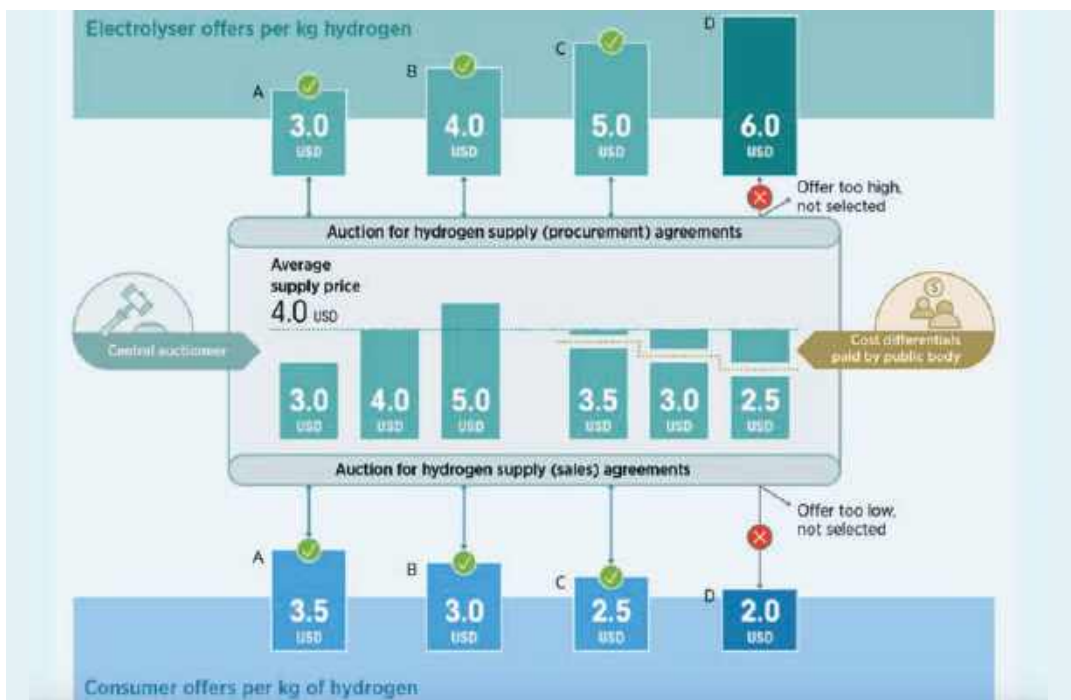 Electrolyser offers per kg hydrogen
A
B
C
D
3.0
USD
4.0
USD
5.0
USD
6.0
USD
Offer too high,
not selected
Auction for hydrogen supply (procurement) agreements
Average
supply price
4.0 USD
Central auctioner
$
Cost differentials
paid by public body
3.0
USD
4.0
USD
5.0
USD
3.5
USD
3.0
USD
2.5
USD
Auction for hydrogen supply (sales) agreements
Offer too low,
not selected
A
B
C
D
3.5
USD
3.0
USD
2.5
USD
2.0
USD
Consumer offers per kg of hydrogen